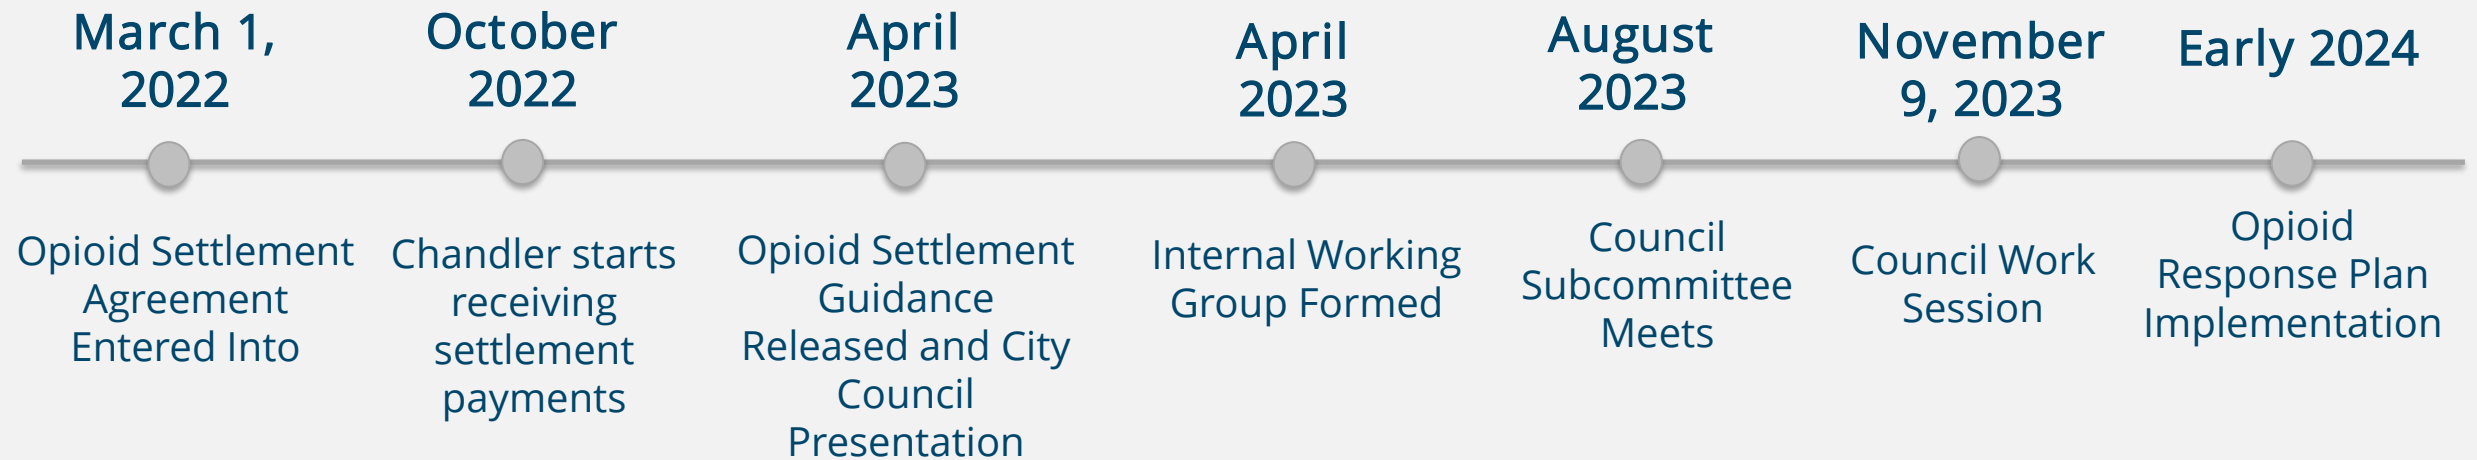 March 1,
2022
Opioid Settlement
Agreement
Entered Into
October
2022
Chandler starts
receiving
settlement
payments
April
2023
Opioid Settlement
Guidance
Released and City
Council
Presentation
April
2023
Internal Working
Group Formed
August
2023
Council
Subcommittee
Meets
November
9, 2023
Council Work
Session
Early 2024
Opioid
Response Plan
Implementation